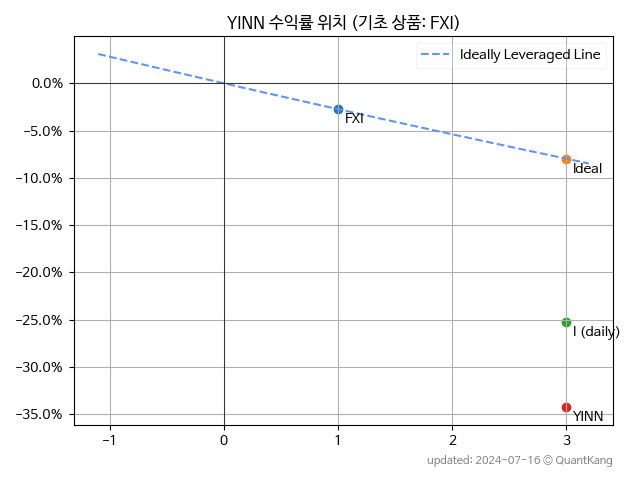 YINN 수익률 위치 (기초 상품: FXI)
Ideally Leveraged Line
0.0%
FXI
−5.0%
Ideal
−10.0%
−15.0%
−20.0%
−25.0%
I (daily)
−30.0%
−35.0%
YINN
−1 0 1 2 3
updated: 2024-07-16 © QuantKang